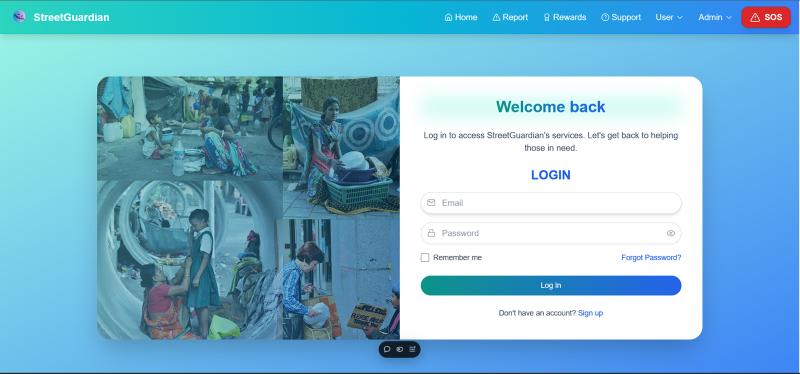 StreetGuardian
Home
Report
Rewards
Support
User
Admin
SOS
Welcome back
Log in to access StreetGuardian's services. Let's get back to helping
those in need.
LOGIN
Email
Password
Remember me
Forgot Password?
Log In
Don't have an account? Sign up
PLEASE